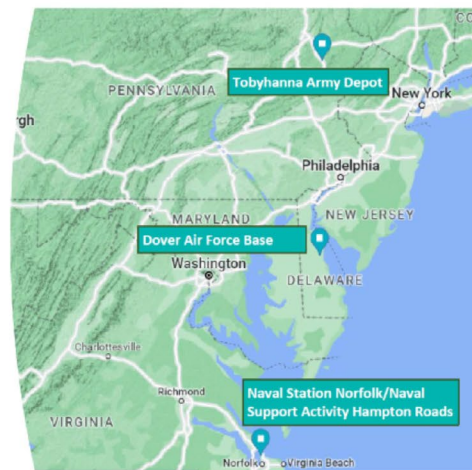 Tobyhanna Army Depot
PENNSYLVANIA
New York
gh
Philadelphia
MARYLAND
NEW JERSEY
Dover Air Force Base
Washington
DELAWARE
Charlottesville
Naval Station Norfolk/Naval
Support Activity Hampton Roads
Richmond
VIRGINIA
Norfolk
Virginia Beach